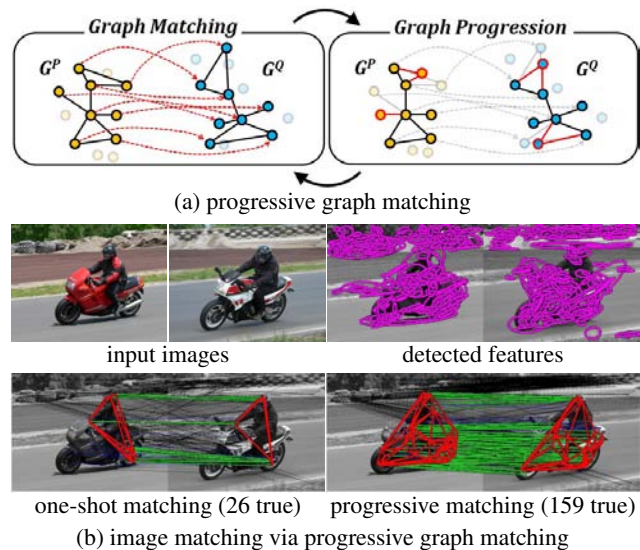 Graph Matching
Graph Progression
G^P
G^Q
G^P
G^Q
(a) progressive graph matching
input images
detected features
one-shot matching (26 true)
progressive matching (159 true)
(b) image matching via progressive graph matching